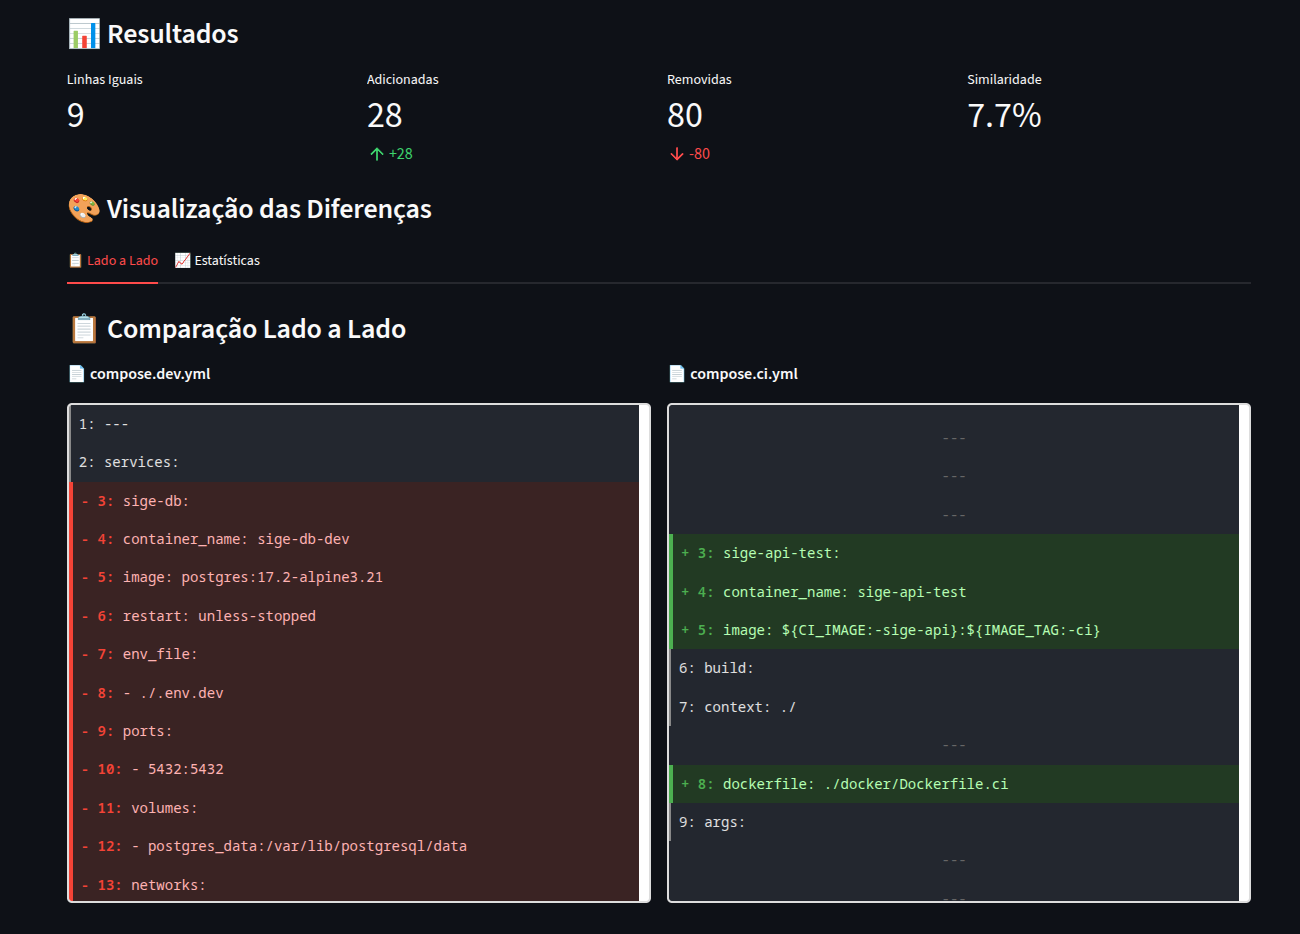 Resultados
Linhas Iguais
9
Adicionadas
28
+28
Removidas
80
-80
Similaridade
7.7%
Visualização das Diferenças
Lado a Lado
Estatísticas
Comparação Lado a Lado
compose.dev.yml
1: ---
2: services:
- 3: sige-db:
- 4: container_name: sige-db-dev
- 5: image: postgres:17.2-alpine3.21
- 6: restart: unless-stopped
- 7: env_file:
- 8: - ./.env.dev
- 9: ports:
- 10: - 5432:5432
- 11: volumes:
- 12: - postgres_data:/var/lib/postgresql/data
- 13: networks:
compose.ci.yml
---
---
---
+ 3: sige-api-test:
+ 4: container_name: sige-api-test
+ 5: image: ${CI_IMAGE:-sige-api}:${IMAGE_TAG:-ci}
6: build:
7: context: ./
---
+ 8: dockerfile: ./docker/Dockerfile.ci
9: args:
---
---